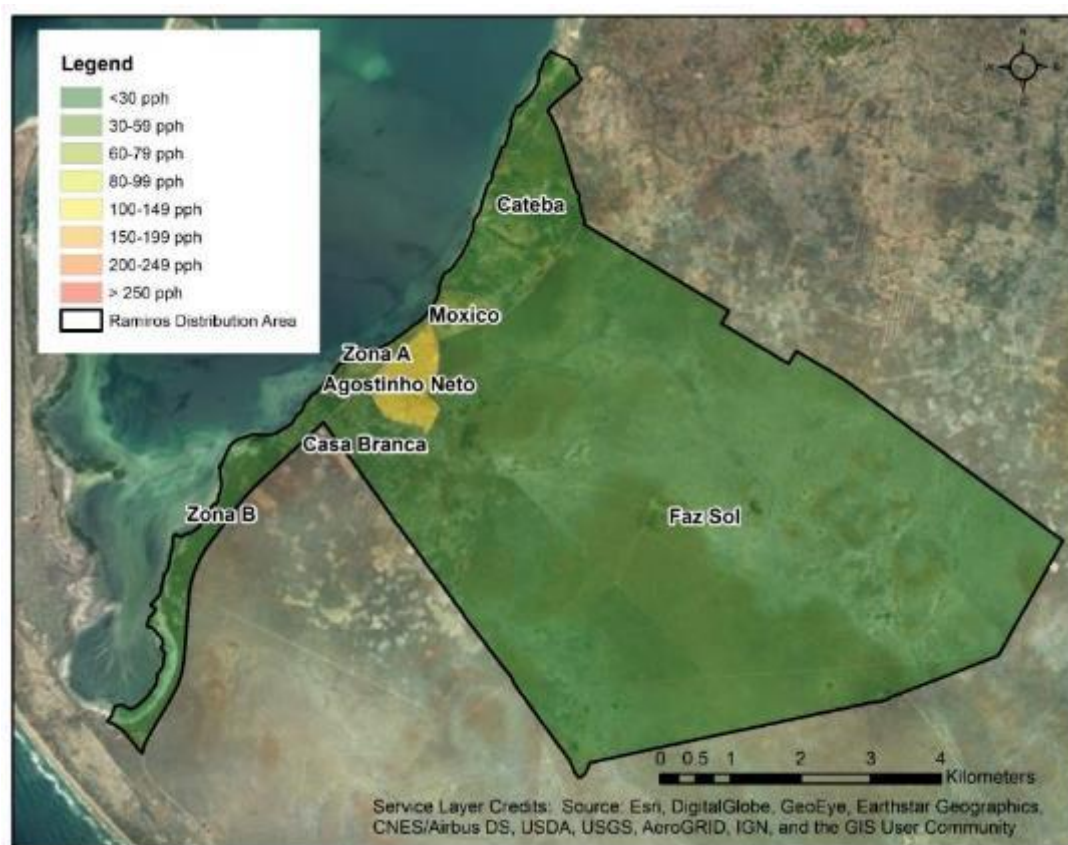 Legend
<30 pph
30-59 pph
60-79 pph
80-99 pph
100-149 pph
150-199 pph
200-249 pph
> 250 pph
Ramiros Distribution Area
N
W
E
S
Cateba
Moxico
Zona A
Agostinho Neto
Casa Branca
Zona B
Faz Sol
0 0.5 1 2 3 4
Kilometers
Service Layer Credits: Source: Esri, DigitalGlobe, GeoEye, Earthstar Geographics,
CNES/Airbus DS, USDA, USGS, AeroGRID, IGN, and the GIS User Community